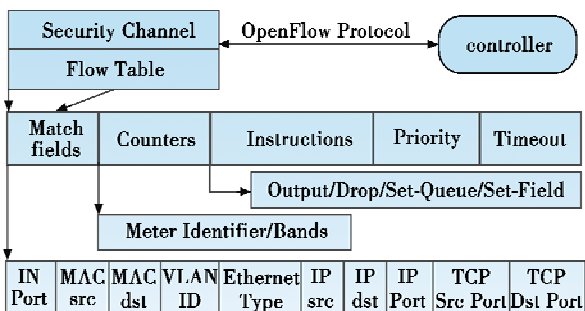 Security Channel
OpenFlow Protocol
controller
Flow Table
Match fields
Counters
Instructions
Priority
Timeout
Output/Drop/Set-Queue/Set-Field
Meter Identifier/Bands
IN Port
MAC src
MAC dst
VLAN ID
Ethernet Type
IP src
IP dst
IP Port
TCP Src Port
TCP Dst Port